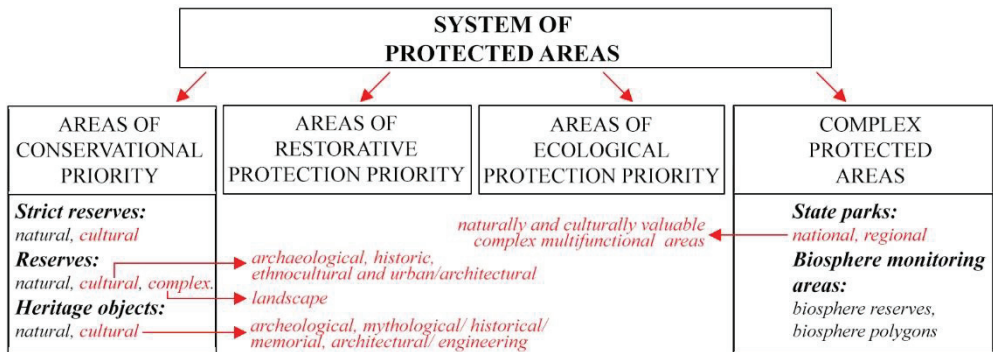 SYSTEM OF
PROTECTED AREAS
AREAS OF
CONSERVATIONAL
PRIORITY
AREAS OF
RESTORATIVE
PROTECTION PRIORITY
AREAS OF
ECOLOGICAL
PROTECTION PRIORITY
COMPLEX
PROTECTED
AREAS
Strict reserves:
natural, cultural
Reserves:
natural, cultural, complex.
Heritage objects:
natural, cultural
archaeological, historic,
ethnocultural and urban/architectural
landscape
archeological, mythological/ historical/
memorial, architectural/ engineering
naturally and culturally valuable
complex multifunctional areas
State parks:
national, regional
Biosphere monitoring
areas:
biosphere reserves,
biosphere polygons